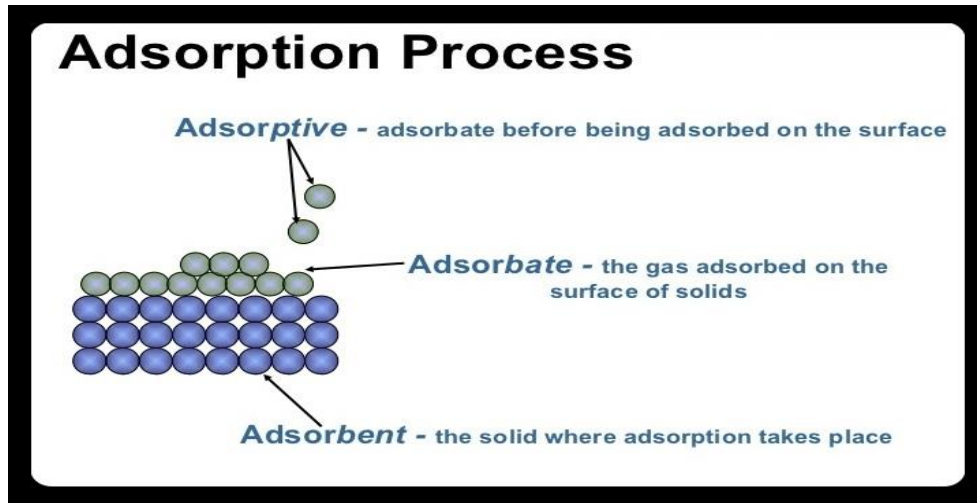 Adsorption Process
Adsorptive - adsorbate before being adsorbed on the surface
Adsorbate - the gas adsorbed on the
surface of solids
Adsorbent - the solid where adsorption takes place